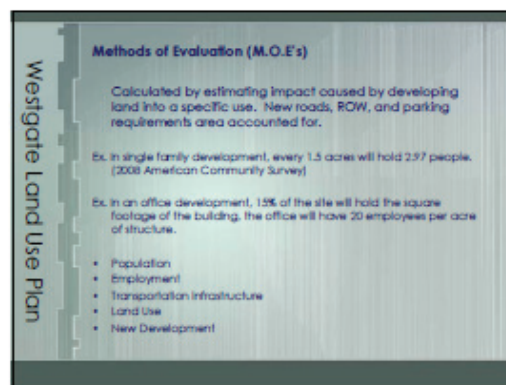 Westgate Land Use Plan
Methods of Evaluation (M.O.E's)
Calculated by estimating impact caused by developing
land into a specific use. New roads, ROW, and parking
requirements area accounted for.
Ex. In single family development, every 1.5 acres will hold 2.97 people.
(2008 American Community Survey)
Ex. In an office development, 15% of the site will hold the square
footage of the building, the office will have 20 employees per acre
of structure.
• Population
• Employment
• Transportation Infrastructure
• Land Use
• New Development